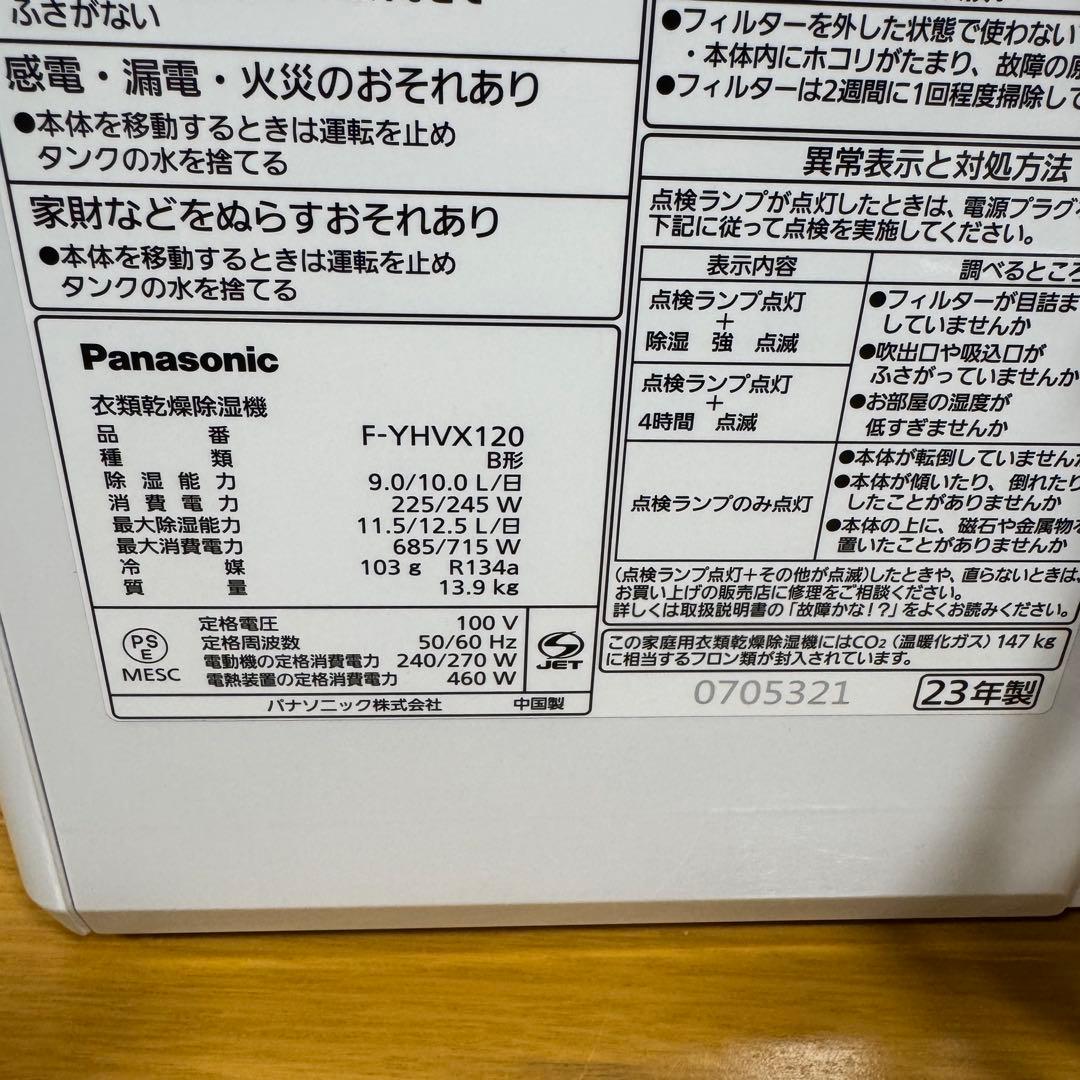 ふさがない
感電・漏電・火災のおそれあり
●本体を移動するときは運転を止め
タンクの水を捨てる
家財などをぬらすおそれあり
●本体を移動するときは運転を止め
タンクの水を捨てる
Panasonic
衣類乾燥除湿機
品番 F-YHVX120
種類 B形
除湿能力 9.0/10.0 L/日
消費電力 225/245 W
最大除湿能力 11.5/12.5 L/日
最大消費電力 685/715 W
冷媒 103 g R134a
質量 13.9 kg
PSE
MESC
定格電圧 100 V
定格周波数 50/60 Hz
電動機の定格消費電力 240/270 W
電熱装置の定格消費電力 460 W
JET
パナソニック株式会社 中国製
●フィルターを外した状態で使わない
・本体内にホコリがたまり、故障の原
●フィルターは2週間に1回程度掃除して
異常表示と対処方法
点検ランプが点灯したときは、電源プラグ
下記に従って点検を実施してください。
表示内容 調べるところ
点検ランプ点灯
+
除湿 強 点滅
点検ランプ点灯
+
4時間 点滅
●フィルターが目詰ま
していませんか
●吹出口や吸込口が
ふさがっていませんか
●お部屋の湿度が
低すぎませんか
点検ランプのみ点灯
●本体が転倒していませんか
●本体が傾いたり、倒れたり
したことがありませんか
●本体の上に、磁石や金属物を
置いたことがありませんか
(点検ランプ点灯+その他が点滅)したときや、直らないときは、
お買い上げの販売店に修理をご相談ください。
詳しくは取扱説明書の「故障かな!?」をよくお読みください。
この家庭用衣類乾燥除湿機にはCO₂(温暖化ガス)147 kg
に相当するフロン類が封入されています。
0705321
23年製